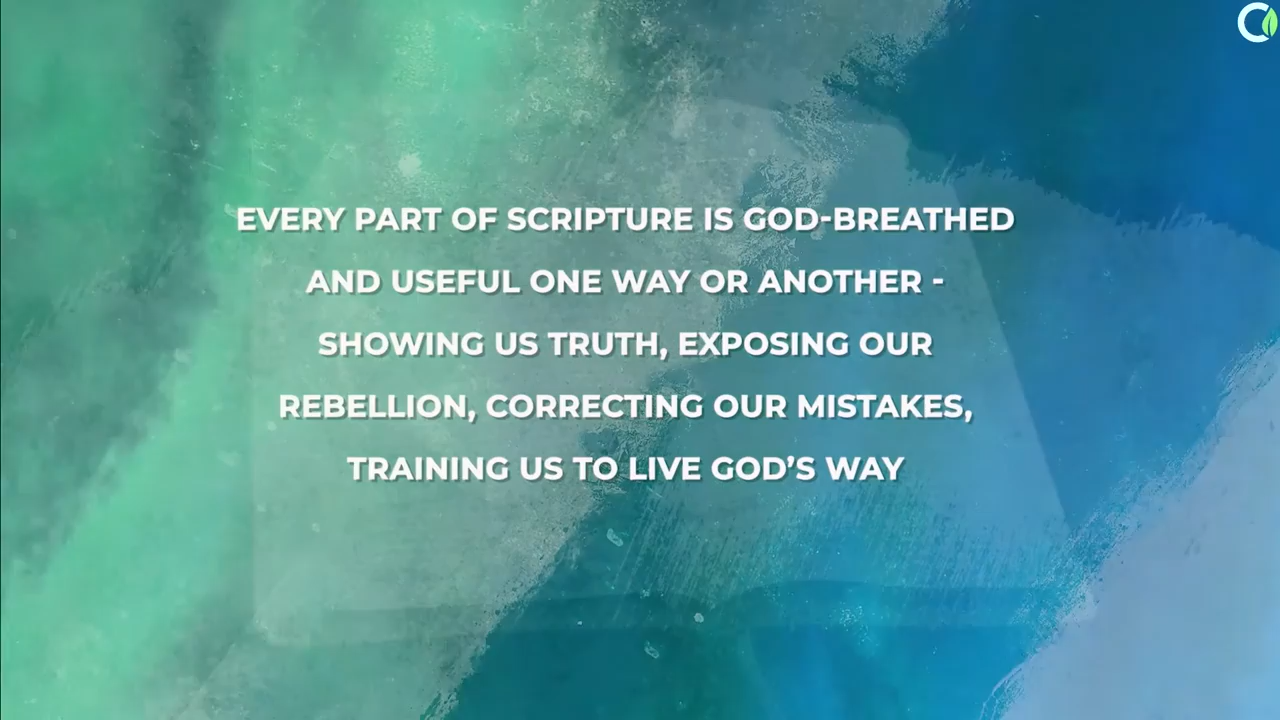 EVERY PART OF SCRIPTURE IS GOD-BREATHED
AND USEFUL ONE WAY OR ANOTHER -
SHOWING US TRUTH, EXPOSING OUR
REBELLION, CORRECTING OUR MISTAKES,
TRAINING US TO LIVE GOD’S WAY